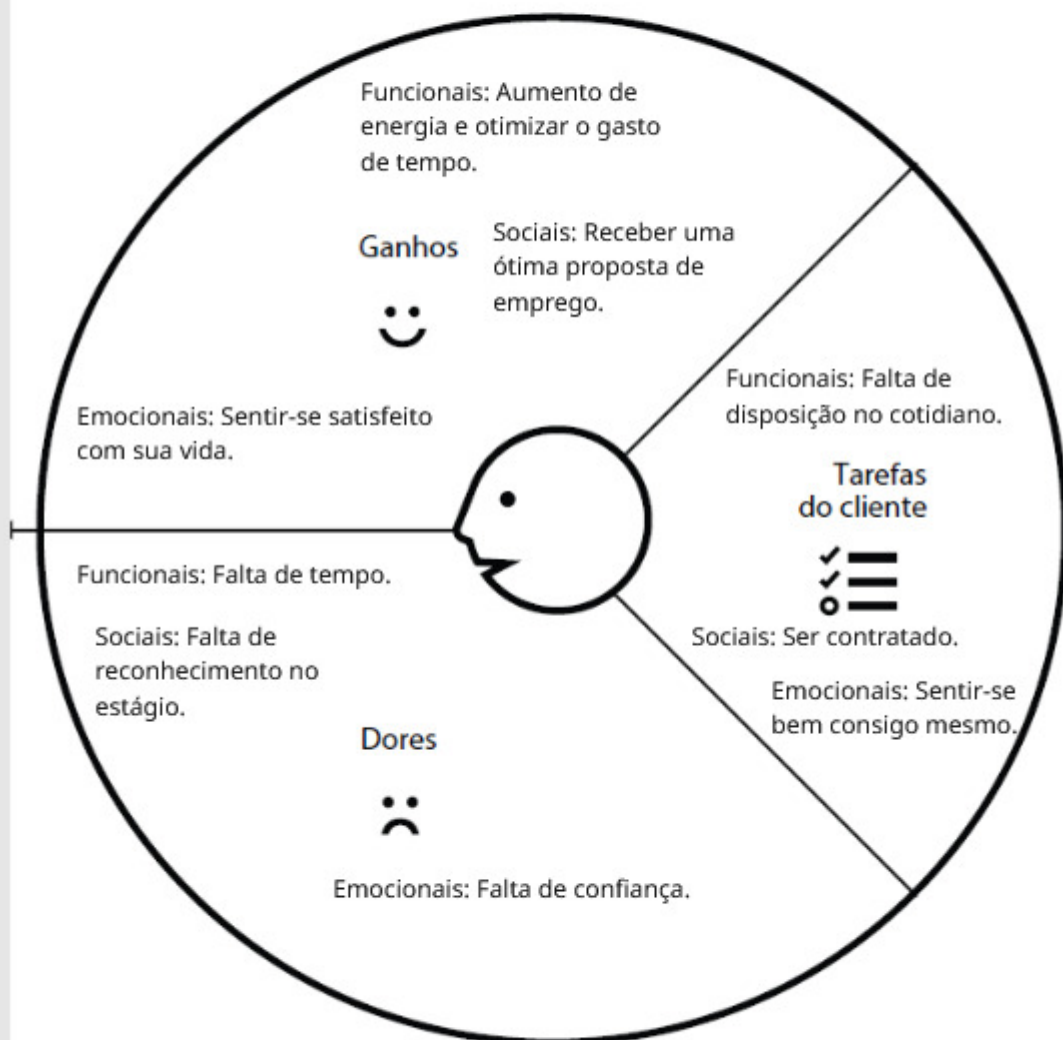 Funcionais: Aumento de
energia e otimizar o gasto
de tempo.
Ganhos
Sociais: Receber uma
ótima proposta de
emprego.
Emocionais: Sentir-se satisfeito
com sua vida.
Funcionais: Falta de
disposição no cotidiano.
Tarefas
do cliente
Sociais: Ser contratado.
Emocionais: Sentir-se
bem consigo mesmo.
Funcionais: Falta de tempo.
Sociais: Falta de
reconhecimento no
estágio.
Dores
Emocionais: Falta de confiança.